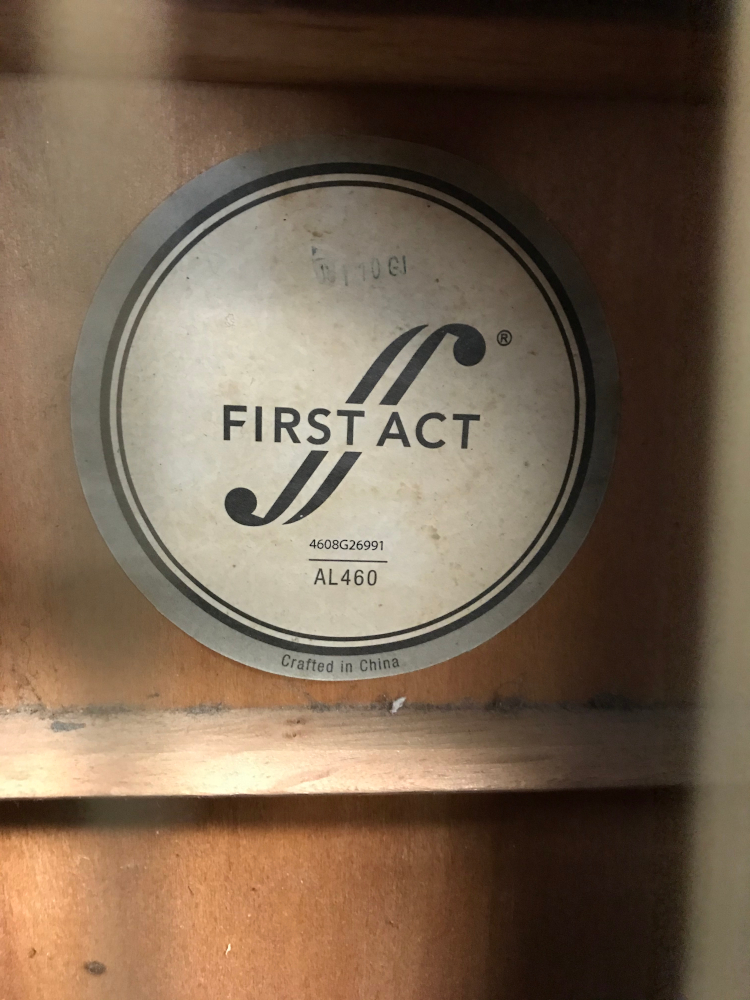 ®
FIRST ACT
4608G26991
AL460
Crafted in China